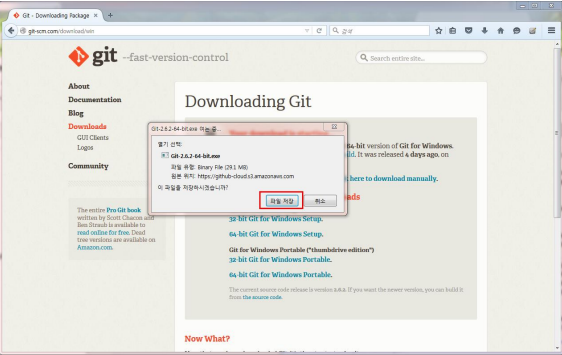 Git - Downloading Package
git-scm.com/download/win
검색
git --fast-version-control
Search entire site...
About
Documentation
Blog
Downloads
GUI Clients
Logos
Community
The entire Pro Git book
written by Scott Chacon and
Ben Straub is available to
read online for free. Dead
tree versions are available on
Amazon.com.
Downloading Git
Your download is starting
64-bit version of Git for Windows.
ild. It was released 4 days ago, on
here to download manually.
ads
Git-2.6.2-64-bit.exe 여는 중...
열기 선택:
Git-2.6.2-64-bit.exe
파일 유형: Binary File (29.1 MB)
원본 위치: https://github-cloud.s3.amazonaws.com
이 파일을 저장하시겠습니까?
파일 저장
취소
32-bit Git for Windows Setup.
64-bit Git for Windows Setup.
Git for Windows Portable ("thumbdrive edition")
32-bit Git for Windows Portable.
64-bit Git for Windows Portable.
The current source code release is version 2.6.2. If you want the newer version, you can build it
from the source code.
Now What?